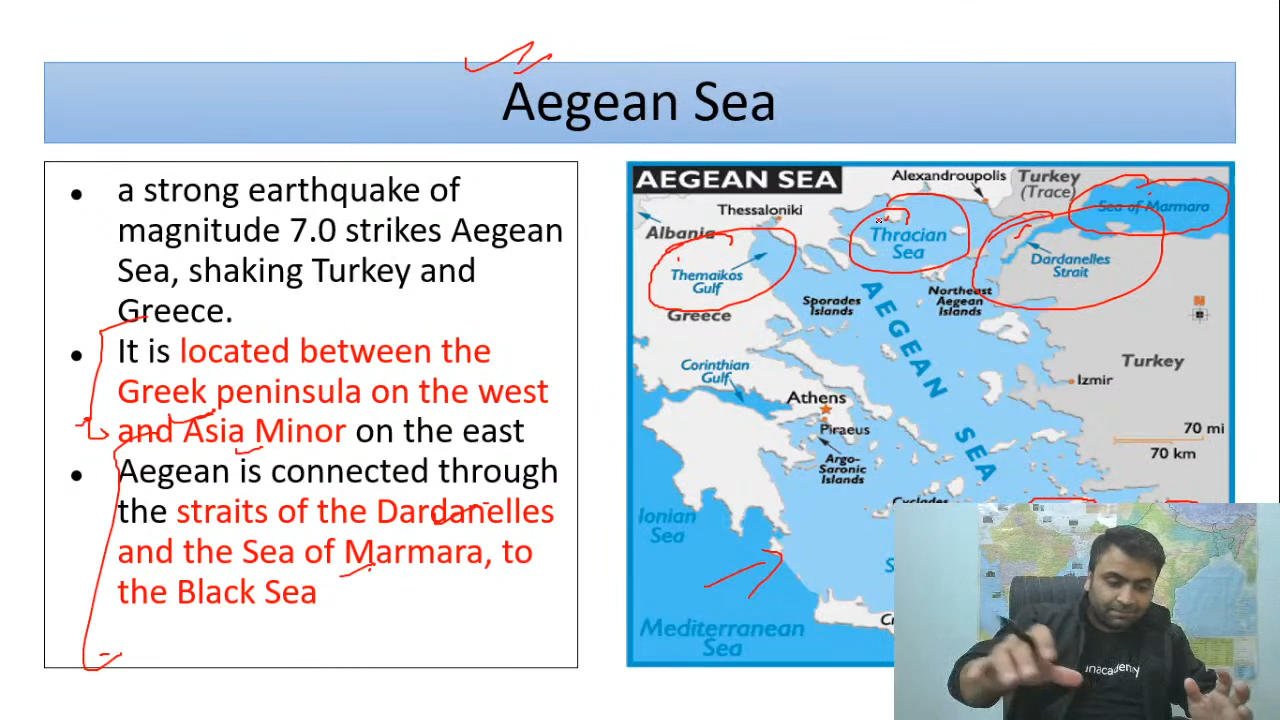 Aegean Sea
• a strong earthquake of
magnitude 7.0 strikes Aegean
Sea, shaking Turkey and
Greece.
• It is located between the
Greek peninsula on the west
and Asia Minor on the east
• Aegean is connected through
the straits of the Dardanelles
and the Sea of Marmara, to
the Black Sea
AEGEAN SEA
Alexandroupolis
Turkey
(Trace)
Sea of Marmara
Thessaloniki
Albania
Thracian
Sea
Dardanelles
Strait
Themaikos
Gulf
Northeast
Aegean
Islands
Sporades
Islands
Greece
AEGEAN SEA
Turkey
Corinthian
Gulf
Izmir
Athens
Piraeus
70 mi
70 km
Argo-
Saronic
Islands
Cyclades
Ionian
Sea
Mediterranean
Sea
N
unacademy